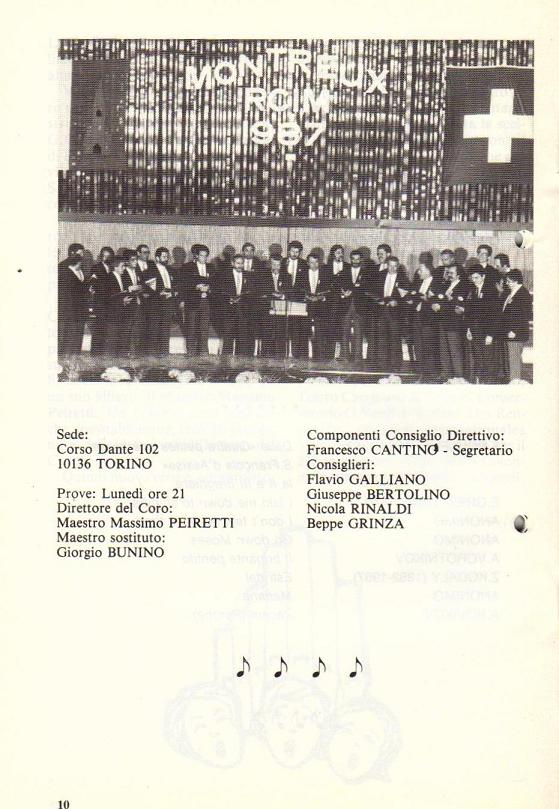 MONTREUX
RCIM
1987
Sede:
Corso Dante 102
10136 TORINO
Prove: Lunedì ore 21
Direttore del Coro:
Maestro Massimo PEIRETTI
Maestro sostituto:
Giorgio BUNINO
Componenti Consiglio Direttivo:
Francesco CANTINO - Segretario
Consiglieri:
Flavio GALLIANO
Giuseppe BERTOLINO
Nicola RINALDI
Beppe GRINZA
10